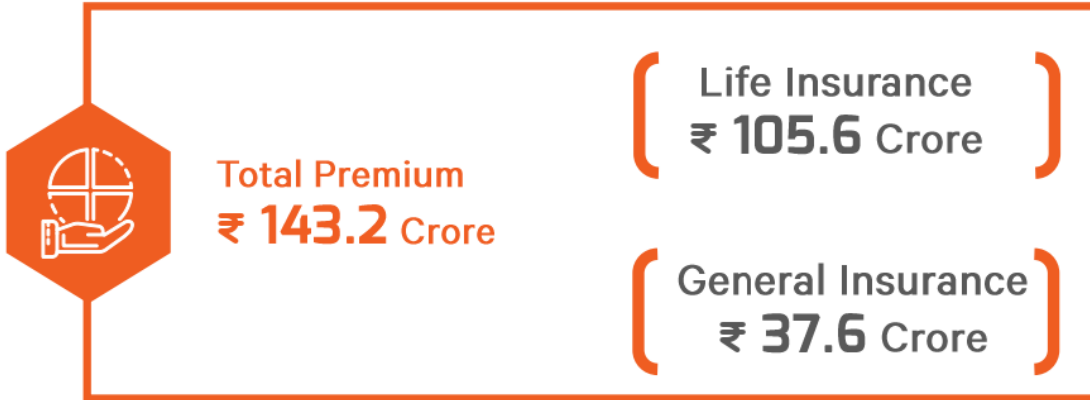 Total Premium
₹ 143.2 Crore
Life Insurance
₹ 105.6 Crore
General Insurance
₹ 37.6 Crore